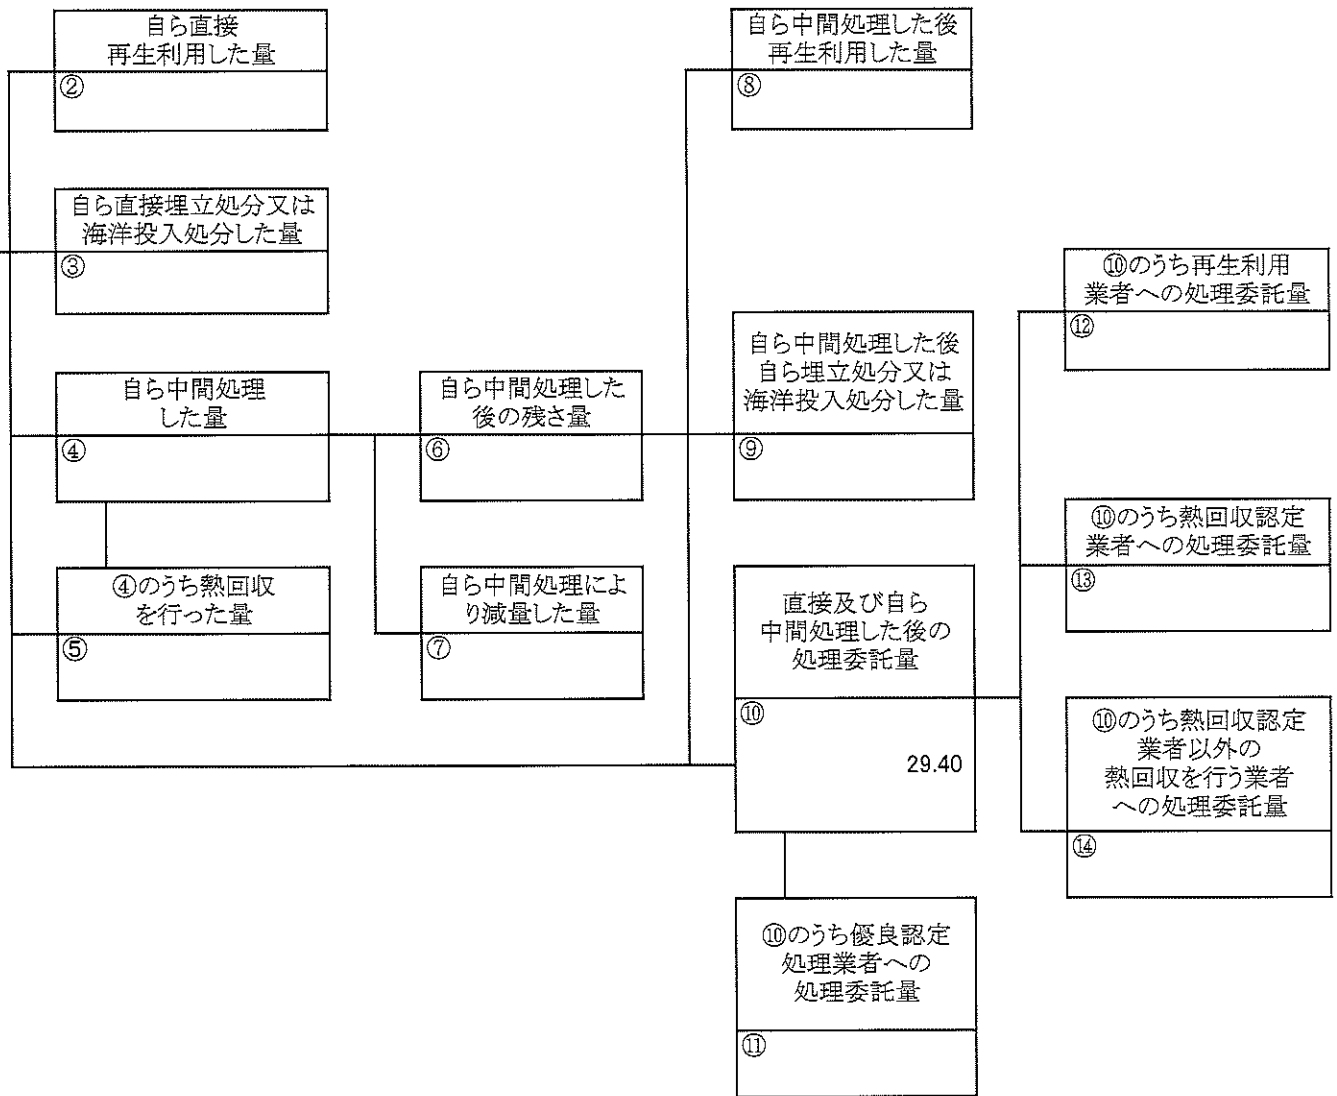 自ら直接
再生利用した量
②
自ら直接埋立処分又は
海洋投入処分した量
③
自ら中間処理
した量
④
④のうち熱回収
を行った量
⑤
自ら中間処理した
後の残さ量
⑥
自ら中間処理によ
り減量した量
⑦
自ら中間処理した後
再生利用した量
⑧
自ら中間処理した後
自ら埋立処分又は
海洋投入処分した量
⑨
直接及び自ら
中間処理した後の
処理委託量
⑩
29.40
⑩のうち優良認定
処理業者への
処理委託量
⑪
⑩のうち再生利用
業者への処理委託量
⑫
⑩のうち熱回収認定
業者への処理委託量
⑬
⑩のうち熱回収認定
業者以外の
熱回収を行う業者
への処理委託量
⑭